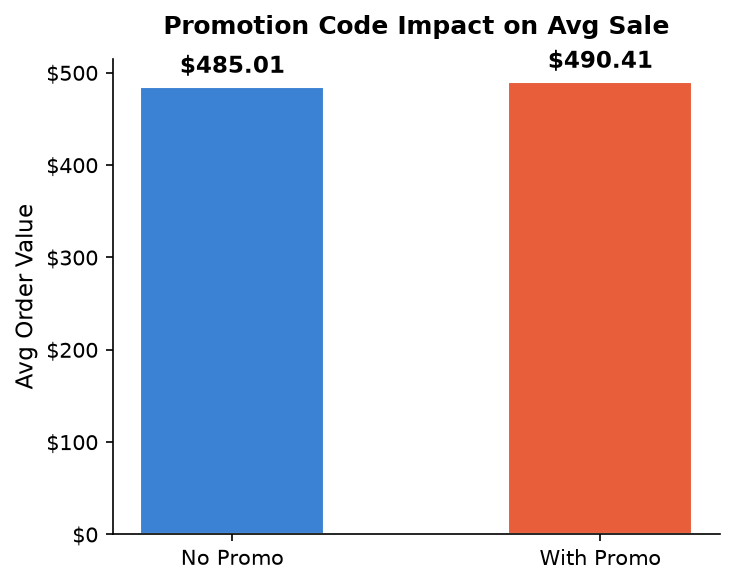 Promotion Code Impact on Avg Sale
$485.01
$490.41
Avg Order Value
$500
$400
$300
$200
$100
$0
No Promo
With Promo